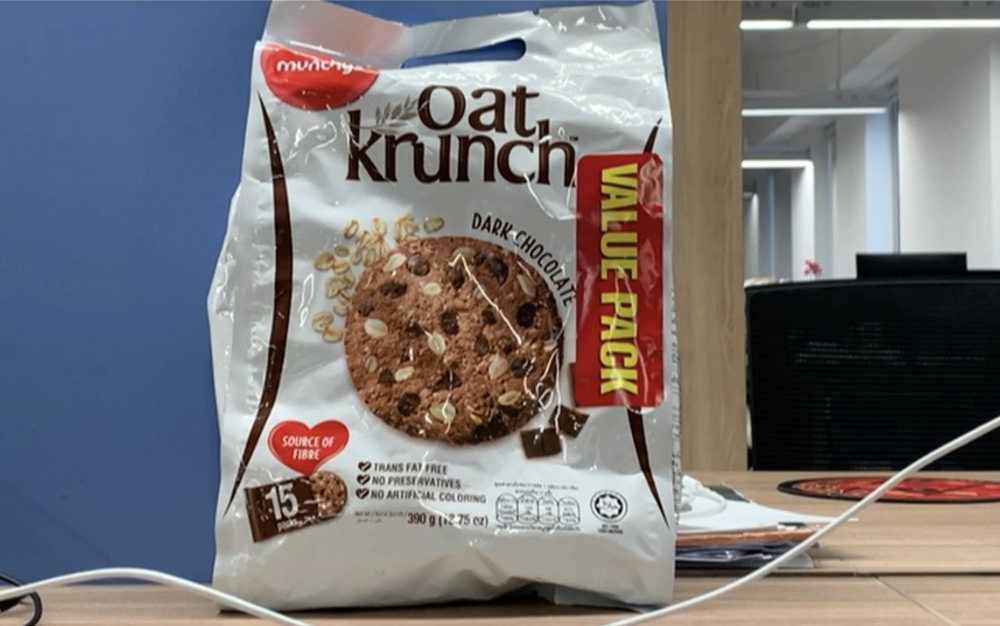 munchy's
oat
krunch™
DARK CHOCOLATE
VALUE PACK
SOURCE OF
FIBRE
TRANS FAT FREE
NO PRESERVATIVES
NO ARTIFICIAL COLORING
15
390 g (13.75 oz)